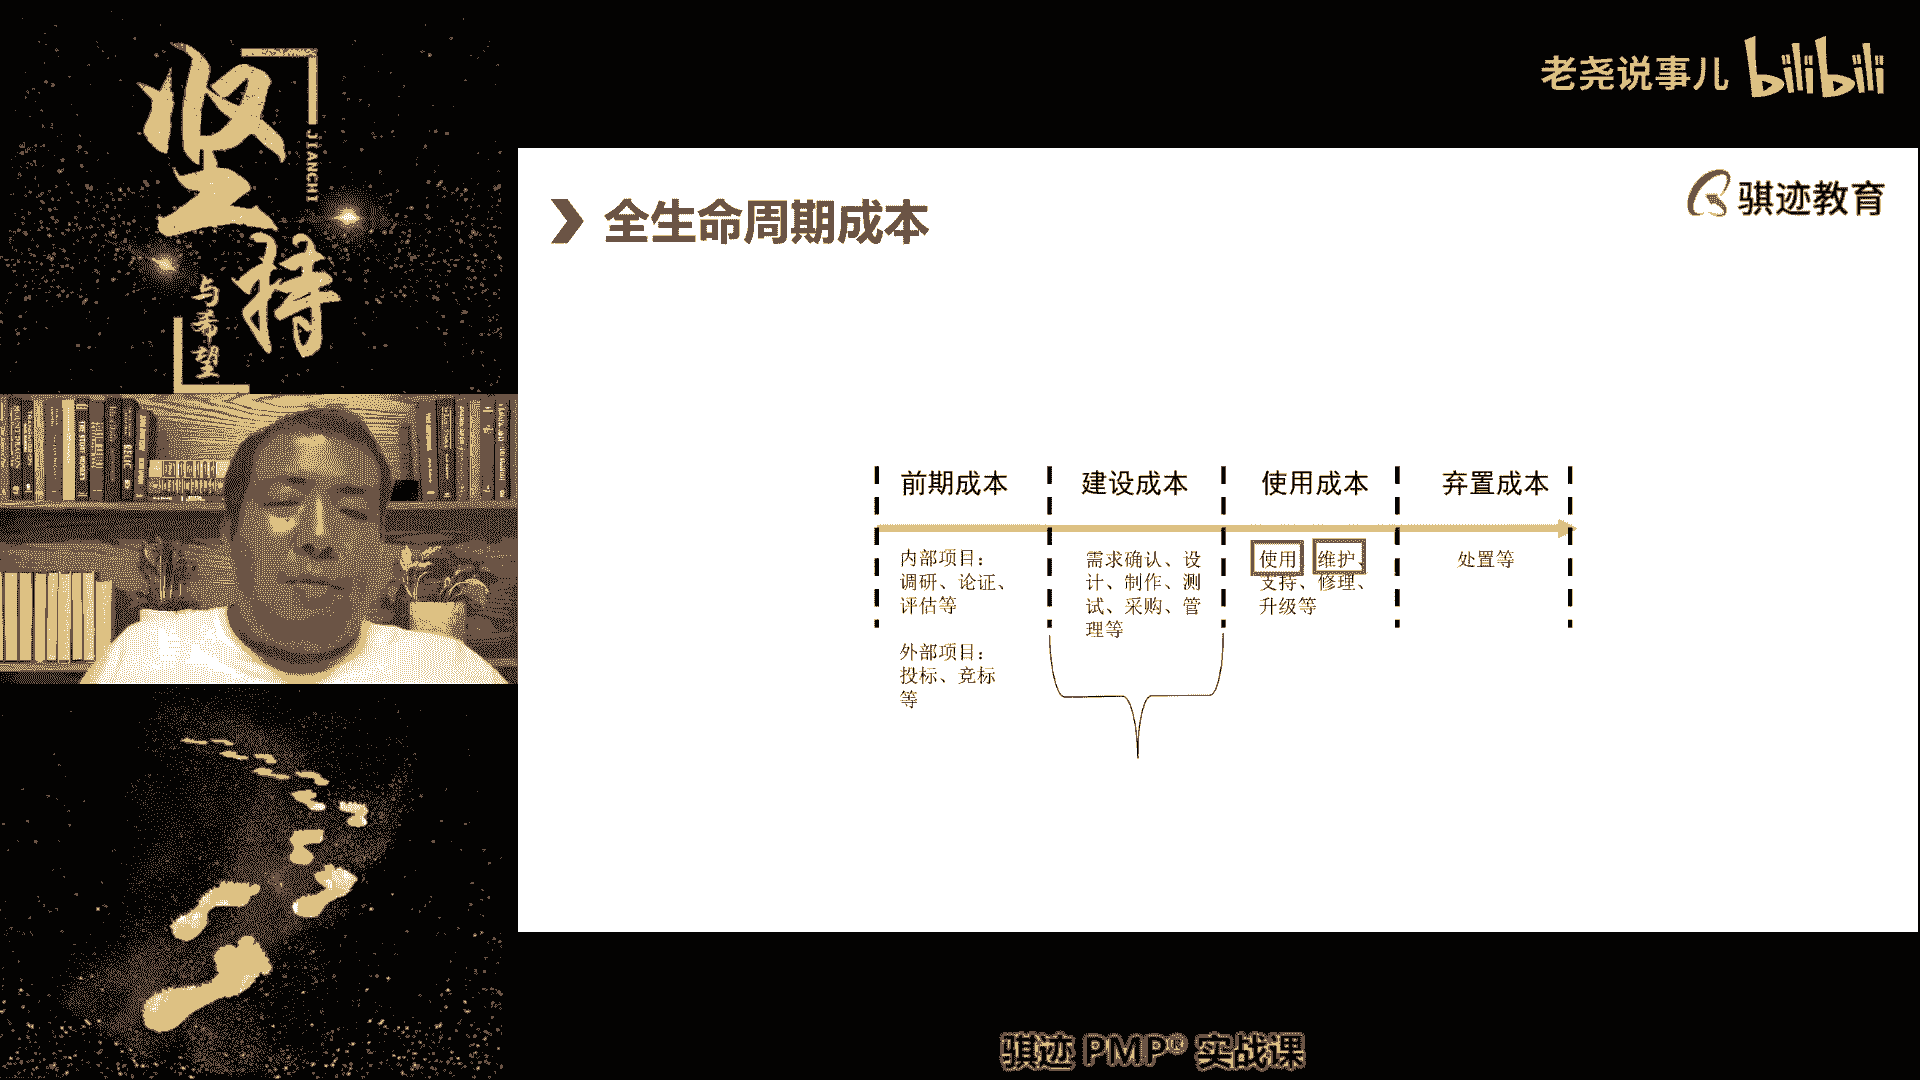 坚持
JIANCHI
与希望
老尧说事儿 bilibili
骐迹教育
全生命周期成本
前期成本
建设成本
使用成本
弃置成本
内部项目：
调研、论证、
评估等
外部项目：
投标、竞标
等
需求确认、设
计、制作、测
试、采购、管
理等
使用、维护、
支持、修理、
升级等
处置等
骐迹 PMP® 实战课